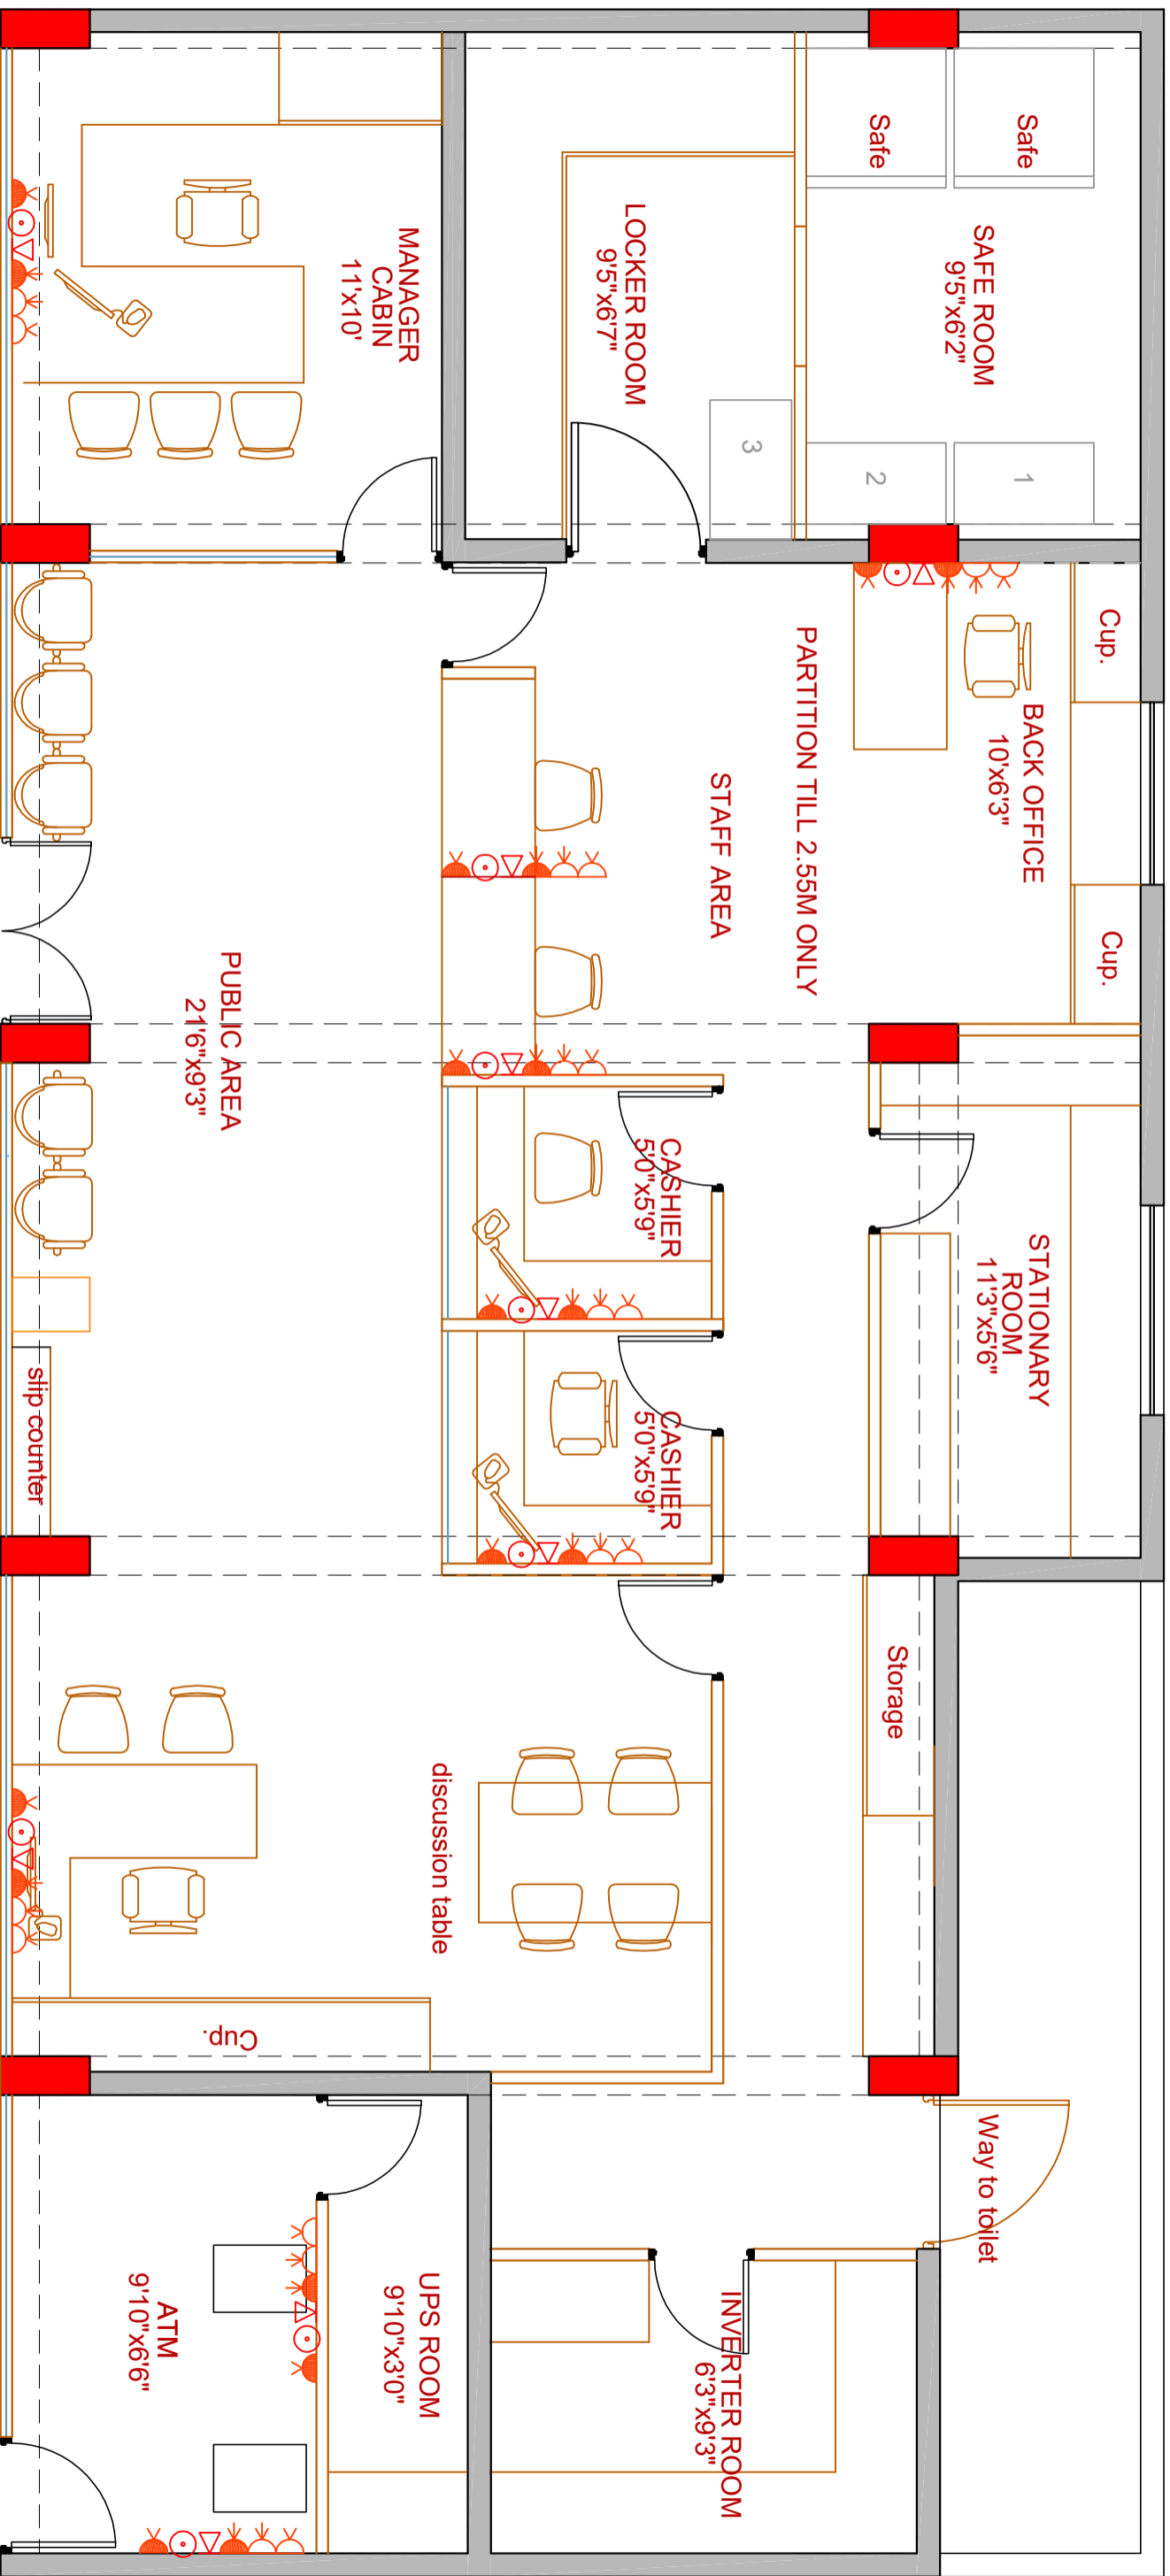 Safe
Safe
SAFE ROOM
9'5"x6'2"
1
2
3
LOCKER ROOM
9'5"x6'7"
MANAGER
CABIN
11'x10'
Cup.
BACK OFFICE
10'x6'3"
Cup.
PARTITION TILL 2.55M ONLY
STAFF AREA
PUBLIC AREA
21'6"x9'3"
CASHIER
5'0"x5'9"
CASHIER
5'0"x5'9"
STATIONARY
ROOM
11'3"x5'6"
slip counter
Storage
discussion table
Cup.
Way to toilet
INVERTER ROOM
6'3"x9'3"
UPS ROOM
9'10"x3'0"
ATM
9'10"x6'6"